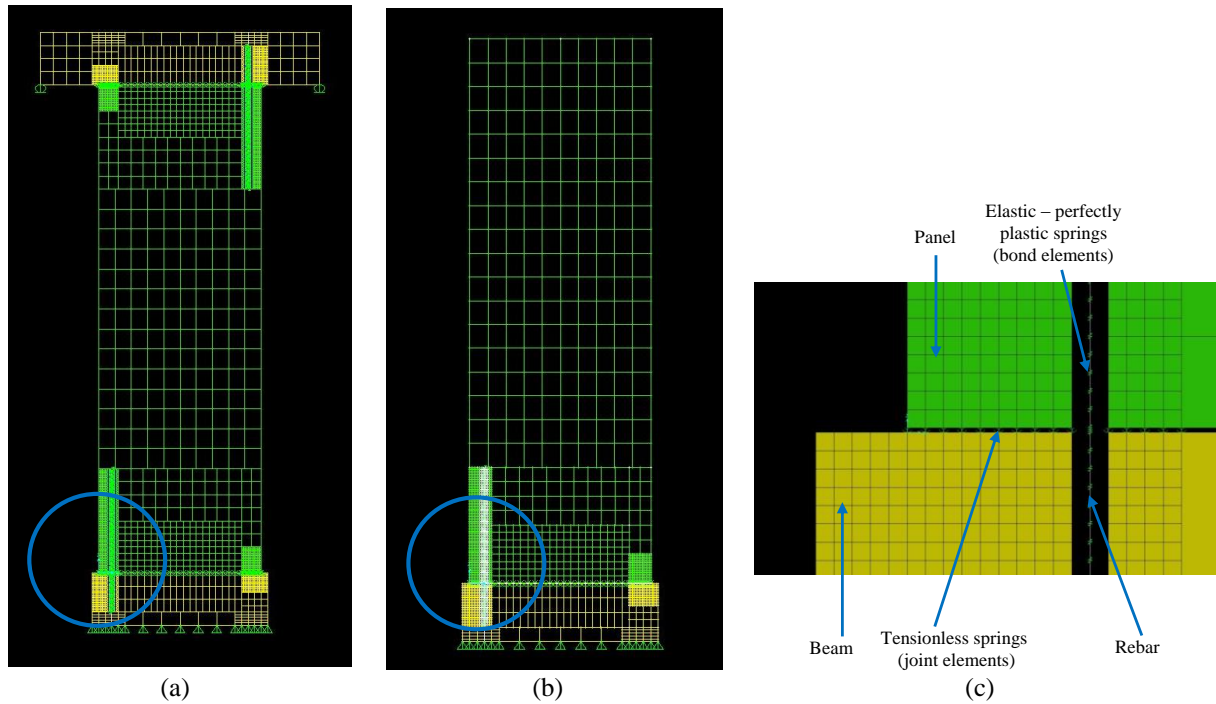 Elastic – perfectly
plastic springs
(bond elements)
Panel
Beam
Tensionless springs
(joint elements)
Rebar
(a)
(b)
(c)